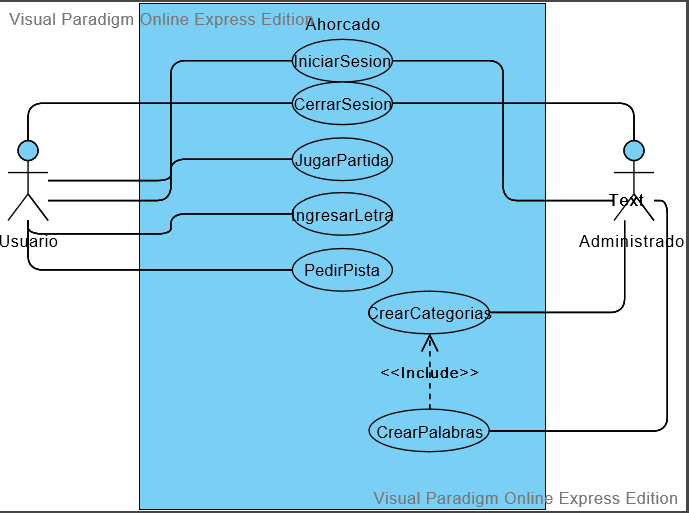 Visual Paradigm Online Express Edition
Ahorcado
IniciarSesion
CerrarSesion
JugarPartida
Text
IngresarLetra
Usuario
Administrado
PedirPista
CrearCategorias
<<Include>>
CrearPalabras
Visual Paradigm Online Express Edition